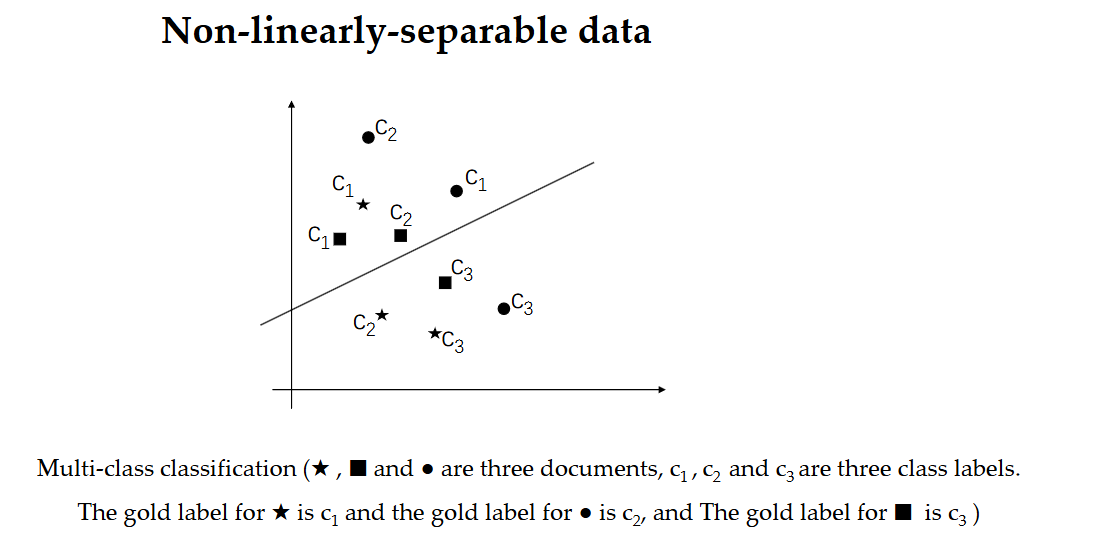 Non-linearly-separable data
c₂
c₁
c₁
c₂
c₁
c₃
c₃
c₂
c₃
Multi-class classification (★ , ■ and ● are three documents, c₁, c₂ and c₃ are three class labels.
The gold label for ★ is c₁ and the gold label for ● is c₂, and The gold label for ■ is c₃ )